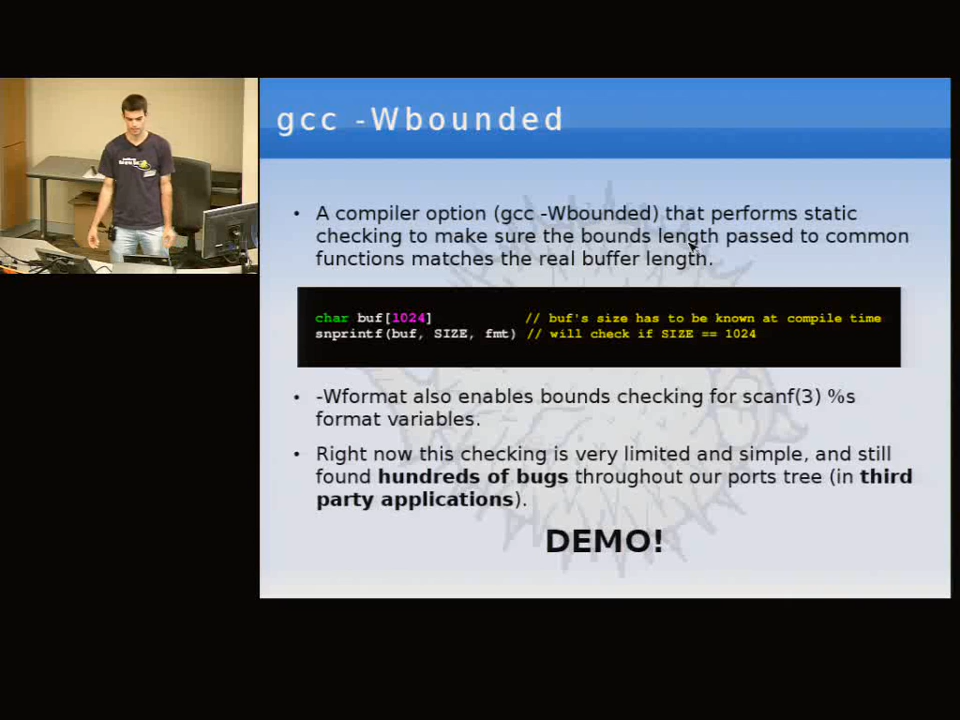 gcc -Wbounded
• A compiler option (gcc -Wbounded) that performs static
checking to make sure the bounds length passed to common
functions matches the real buffer length.
char buf[1024] // buf's size has to be known at compile time
snprintf(buf, SIZE, fmt) // will check if SIZE == 1024
• -Wformat also enables bounds checking for scanf(3) %s
format variables.
• Right now this checking is very limited and simple, and still
found hundreds of bugs throughout our ports tree (in third
party applications).
DEMO!